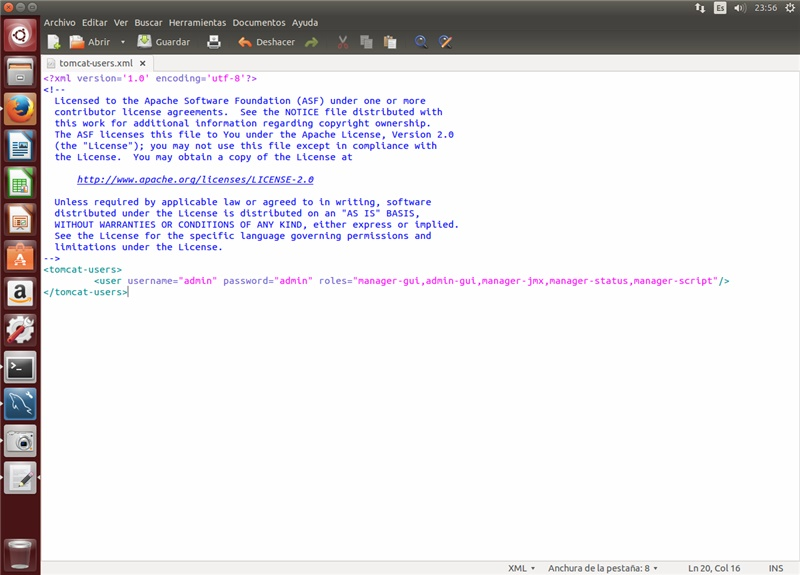 Es 23:56
Archivo Editar Ver Buscar Herramientas Documentos Ayuda
Abrir Guardar Deshacer
tomcat-users.xml
<?xml version='1.0' encoding='utf-8'?>
<!--
  Licensed to the Apache Software Foundation (ASF) under one or more
  contributor license agreements.  See the NOTICE file distributed with
  this work for additional information regarding copyright ownership.
  The ASF licenses this file to You under the Apache License, Version 2.0
  (the "License"); you may not use this file except in compliance with
  the License.  You may obtain a copy of the License at

      http://www.apache.org/licenses/LICENSE-2.0

  Unless required by applicable law or agreed to in writing, software
  distributed under the License is distributed on an "AS IS" BASIS,
  WITHOUT WARRANTIES OR CONDITIONS OF ANY KIND, either express or implied.
  See the License for the specific language governing permissions and
  limitations under the License.
-->
<tomcat-users>
        <user username="admin" password="admin" roles="manager-gui,admin-gui,manager-jmx,manager-status,manager-script"/>
</tomcat-users>
XML Anchura de la pestaña: 8 Ln 20, Col 16 INS